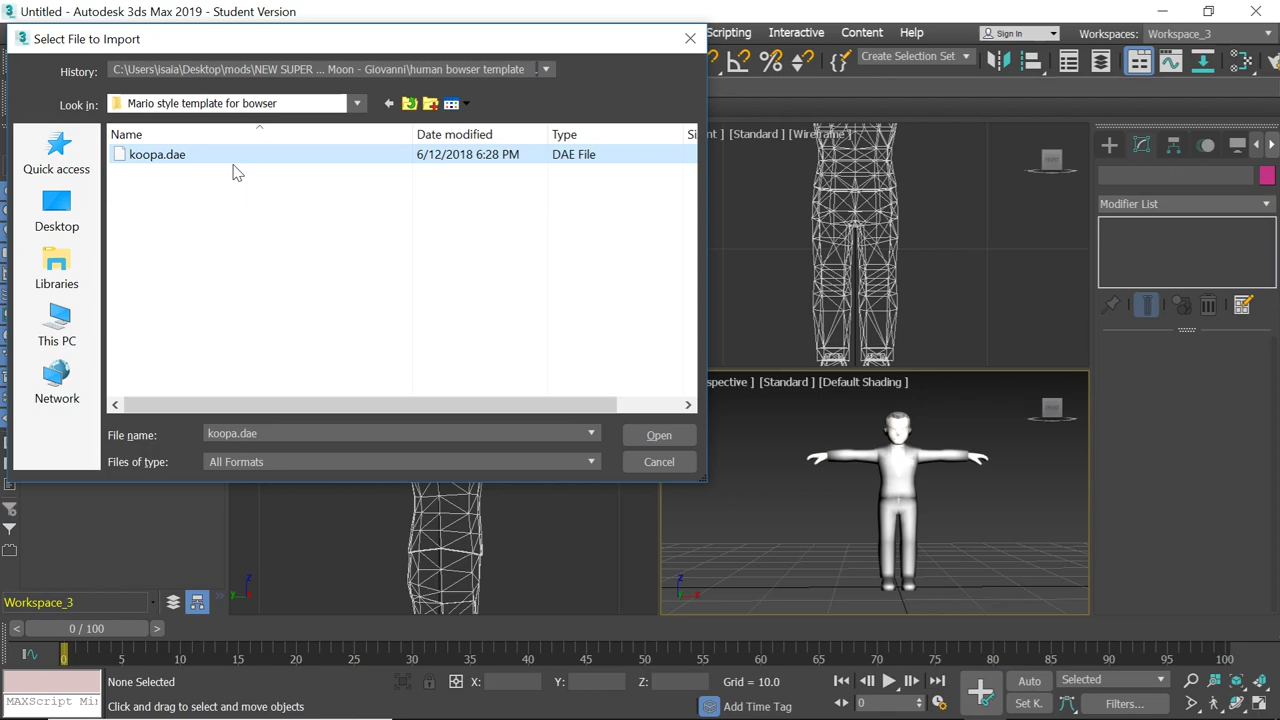 Untitled - Autodesk 3ds Max 2019 - Student Version
Select File to Import
Scripting Interactive Content Help Sign In Workspaces: Workspace_3
History: C:\Users\isaia\Desktop\mods\NEW SUPER ... Moon - Giovanni\human bowser template
Create Selection Set
Look in: Mario style template for bowser
Name Date modified Type Si
koopa.dae 6/12/2018 6:28 PM DAE File
Quick access
Desktop
Libraries
This PC
Network
File name: koopa.dae Open
Files of type: All Formats Cancel
] [Standard ] [Wireframe ]
FRONT
Modifier List
spective ] [Standard ] [Default Shading ]
FRONT
z
y x
z
y x
Workspace_3
< 0 / 100 >
0 5 10 15 20 25 30 35 40 45 50 55 60 65 70 75 80 85 90 95 100
None Selected X: Y: Z: Grid = 10.0 Auto Selected
MAXScript Mi Click and drag to select and move objects Add Time Tag 0 Set K. Filters...